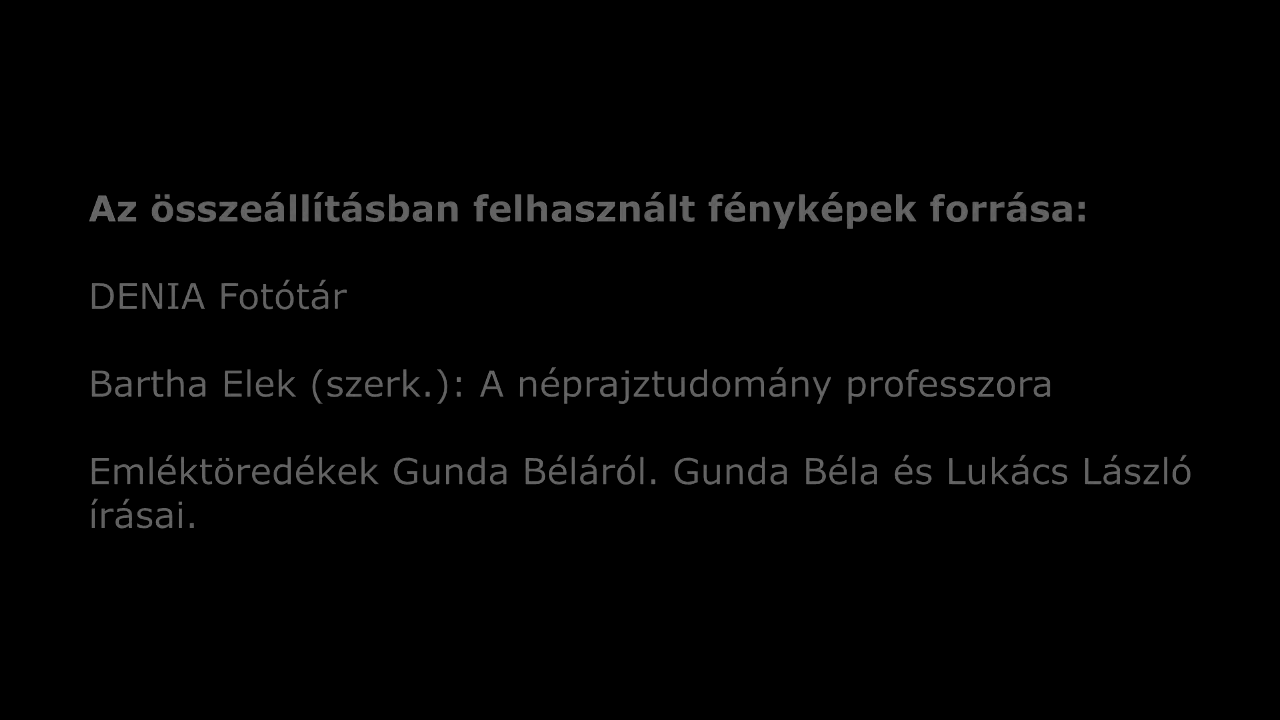 Az összeállításban felhasznált fényképek forrása:
DENIA Fotótár
Bartha Elek (szerk.): A néprajztudomány professzora
Emléktöredékek Gunda Béláról. Gunda Béla és Lukács László
írásai.